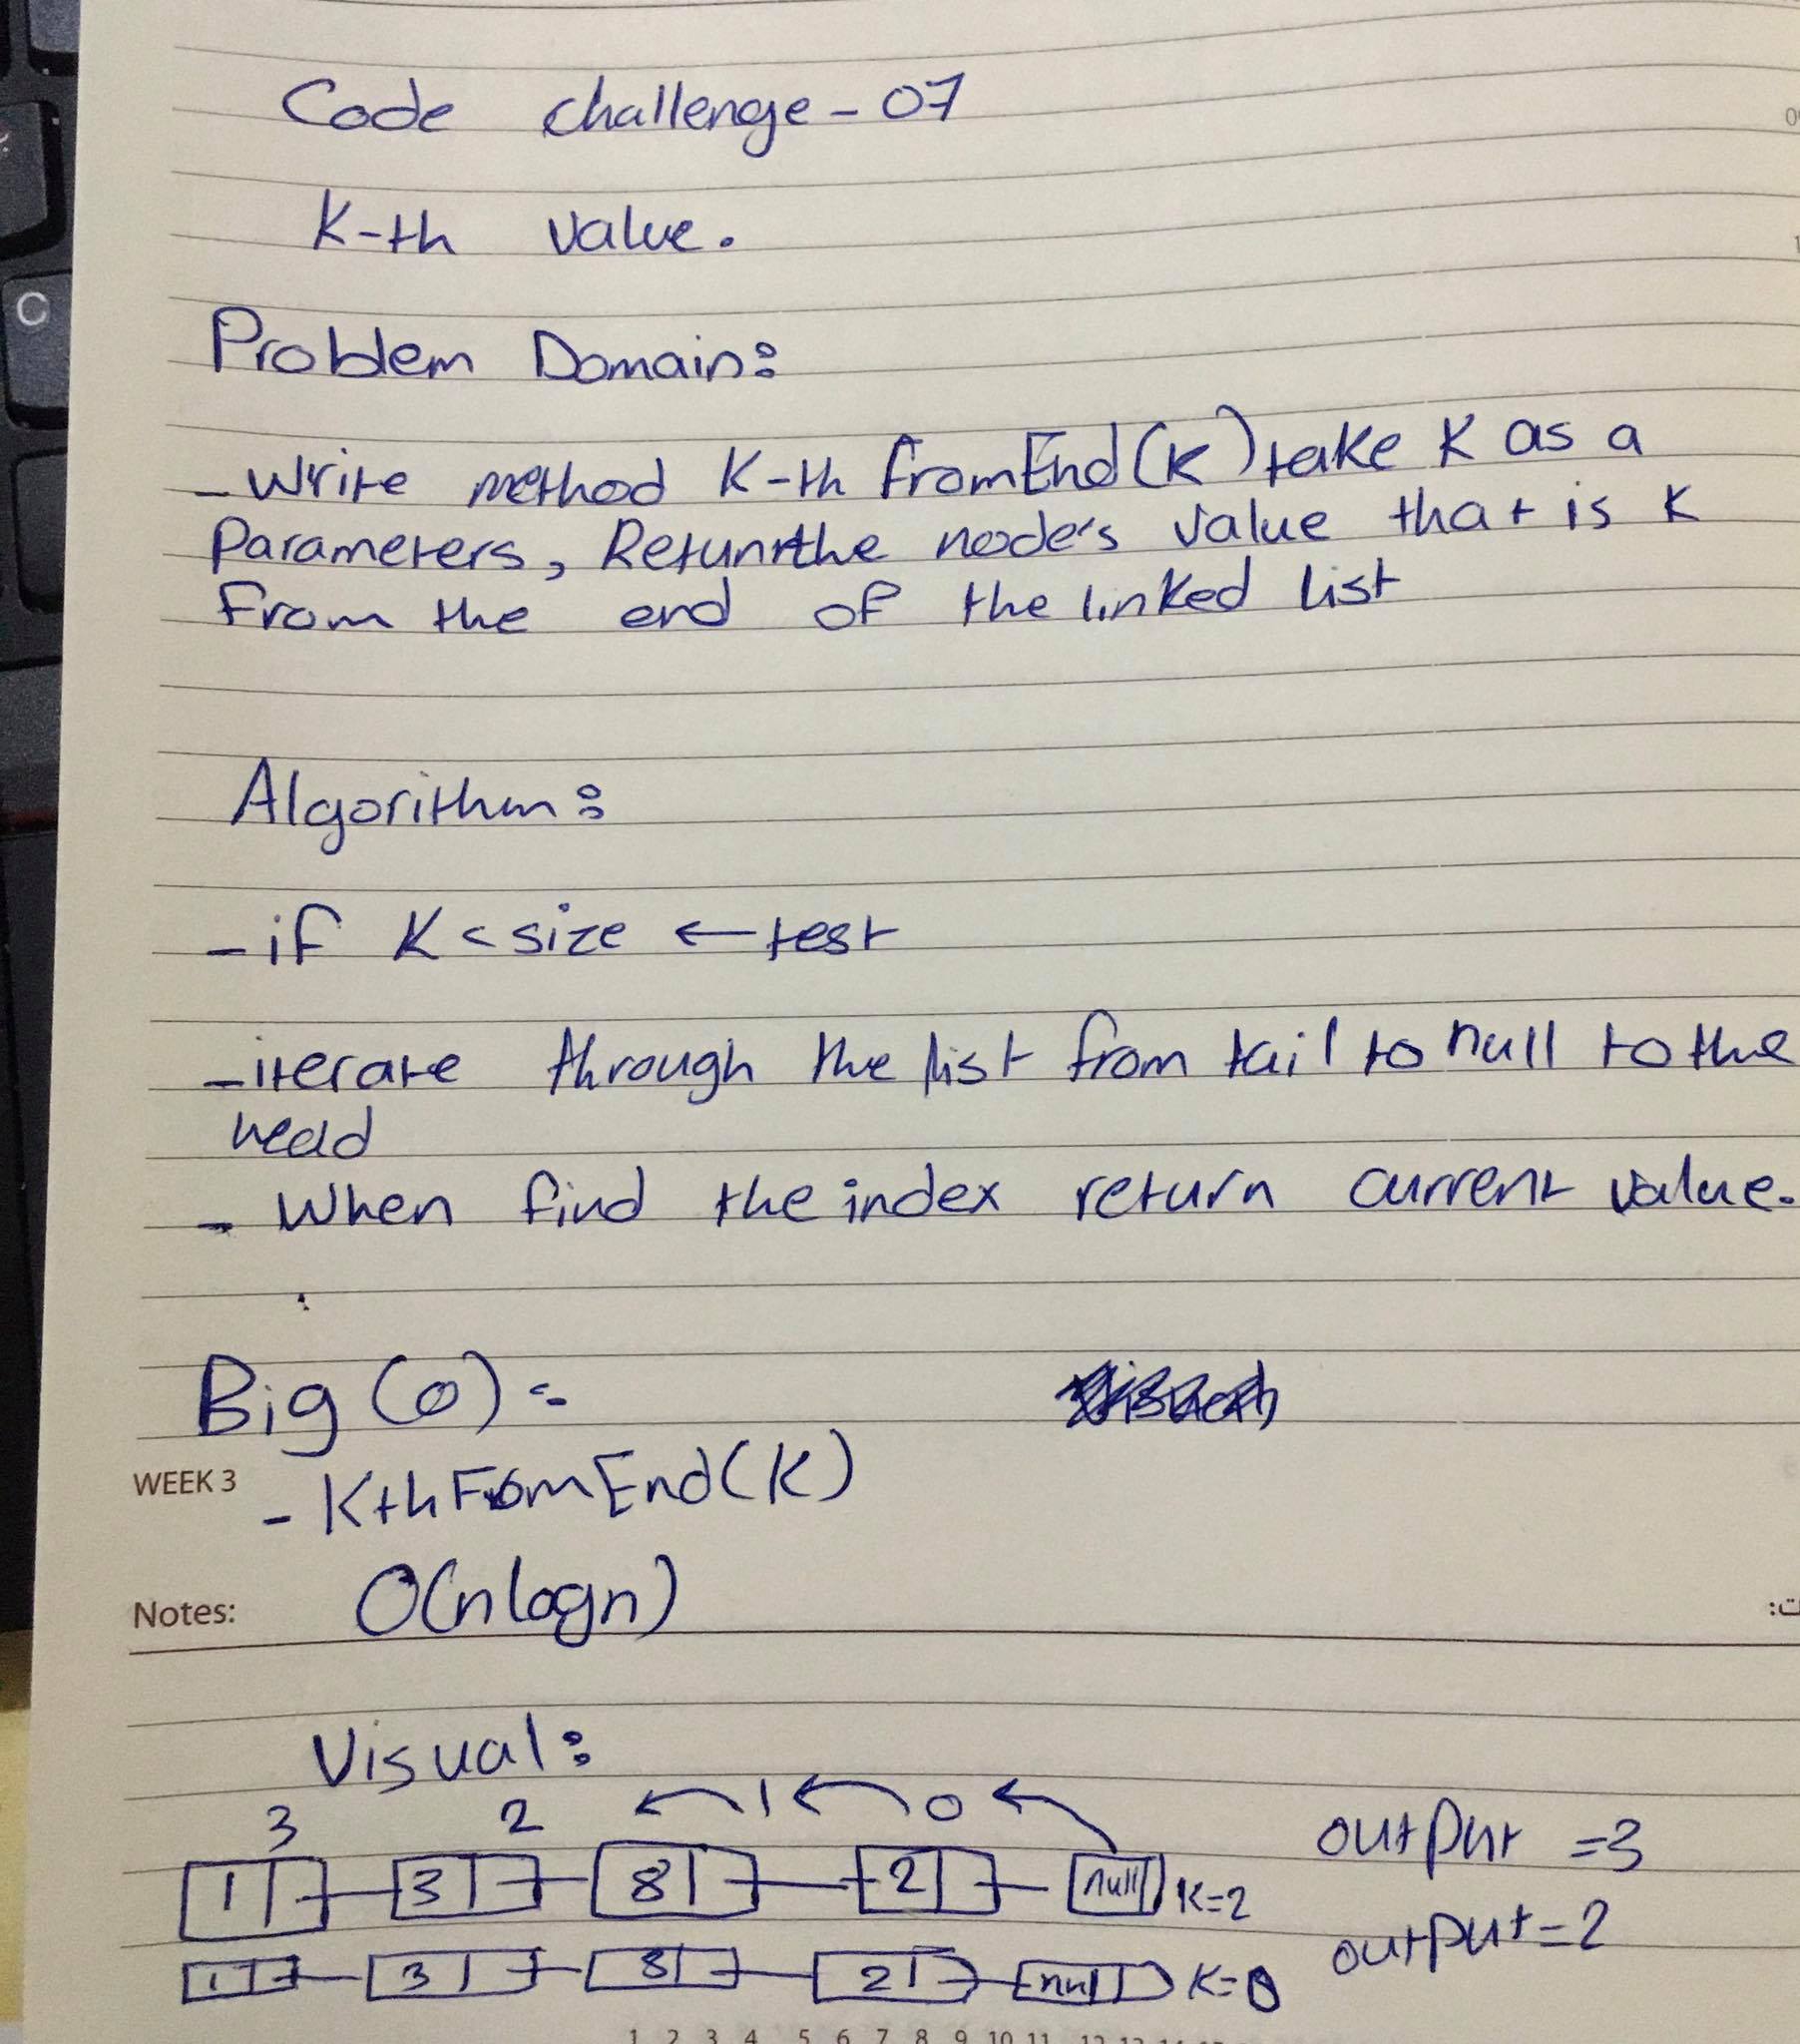 Code challenge - 07
K-th value.
Problem Domain:
- Write method K-th fromEnd(K) take K as a
Parameters, Retunrthe node's value that is K
From the end of the linked list
Algorithm:
- if K < size ← test
- iterate through the list from tail to null to the
head
- When find the index return current value.
Big (O) :-
WEEK 3
- KthFromEnd(K)
Notes:
O(n logn)
Visual:
3 2 1 0
1 3 8 2 null K=2 output = 3
1 3 8 2 null K=0 output = 2
C
1 2 3 4 5 6 7 8 9 10 11